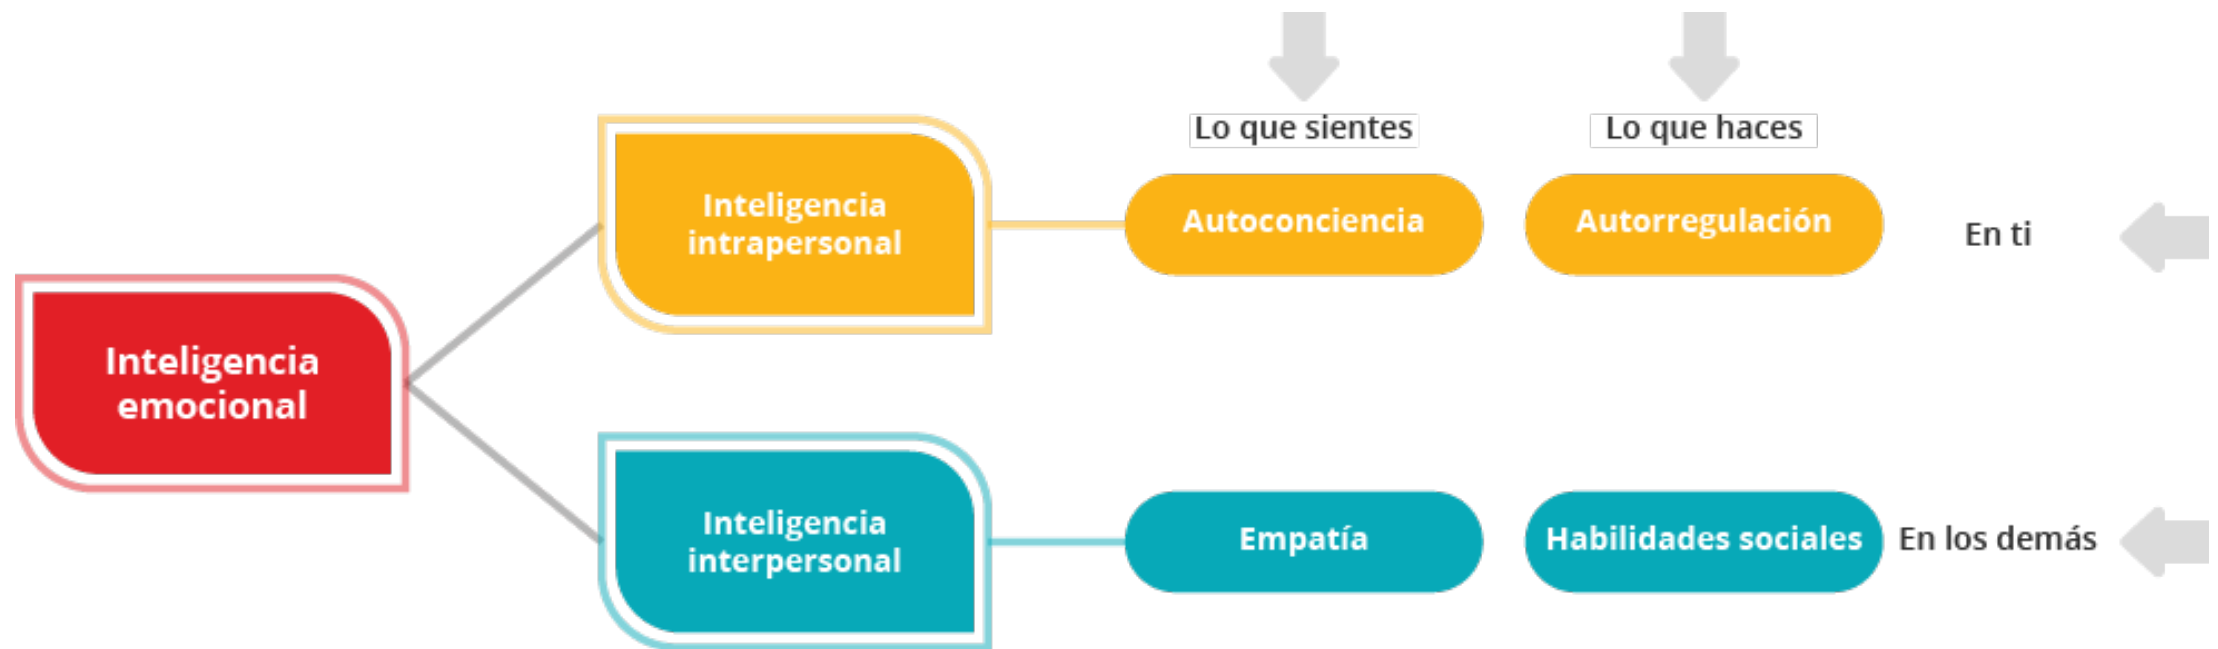 Lo que sientes
Lo que haces
Inteligencia
intrapersonal
Autoconciencia
Autorregulación
En ti
Inteligencia
emocional
Inteligencia
interpersonal
Empatía
Habilidades sociales
En los demás